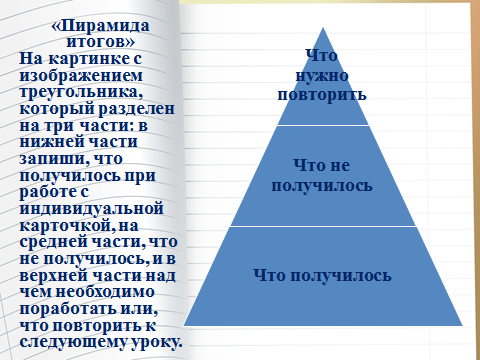 «Пирамида
итогов»
На картинке с
изображением
треугольника,
который разделен
на три части: в
нижней части
запиши, что
получилось при
работе с
индивидуальной
карточкой, на
средней части, что
не получилось, и в
верхней части над
чем необходимо
поработать или,
что повторить к
следующему уроку.
Что
нужно
повторить
Что не
получилось
Что получилось